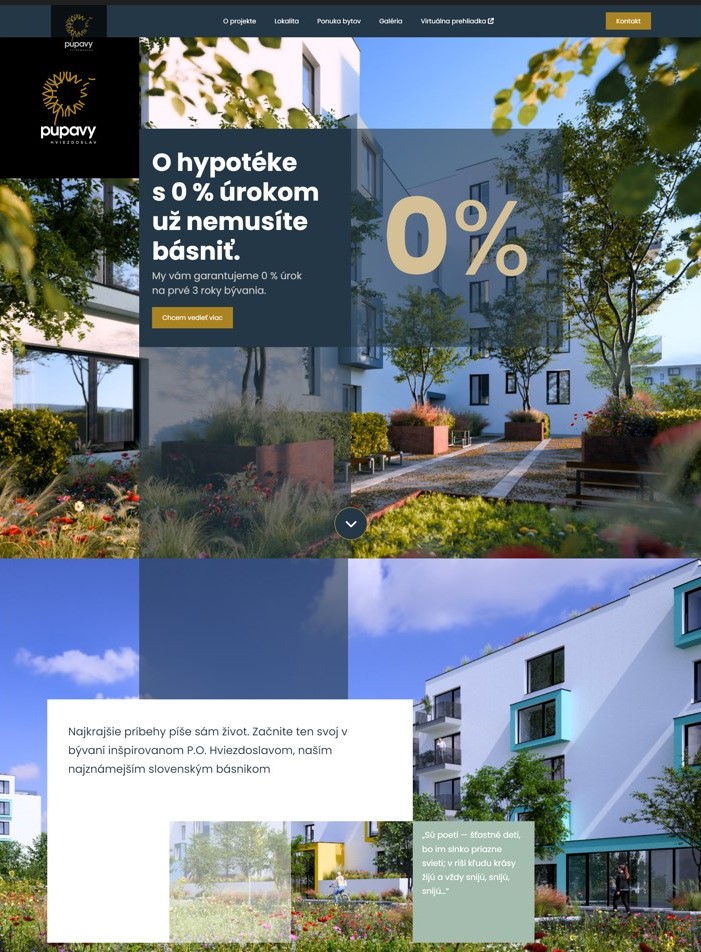 O projekte
Lokalita
Ponuka bytov
Galéria
Virtuálna prehliadka
Kontakt
pupavy
HVIEZDOSLAV
pupavy
HVIEZDOSLAV
O hypotéke
s 0 % úrokom
už nemusíte
básniť.
My vám garantujeme 0 % úrok
na prvé 3 roky bývania.
Chcem vedieť viac
0%
Najkrajšie príbehy píše sám život. Začnite ten svoj v
bývaní inšpirovanom P.O. Hviezdoslavom, naším
najznámejším slovenským básnikom
„Sú poeti — šťastné deti,
bo im slnko priazne
svieti; v ríši kľudu krásy
žijú a vždy snijú, snijú,
snijú...“